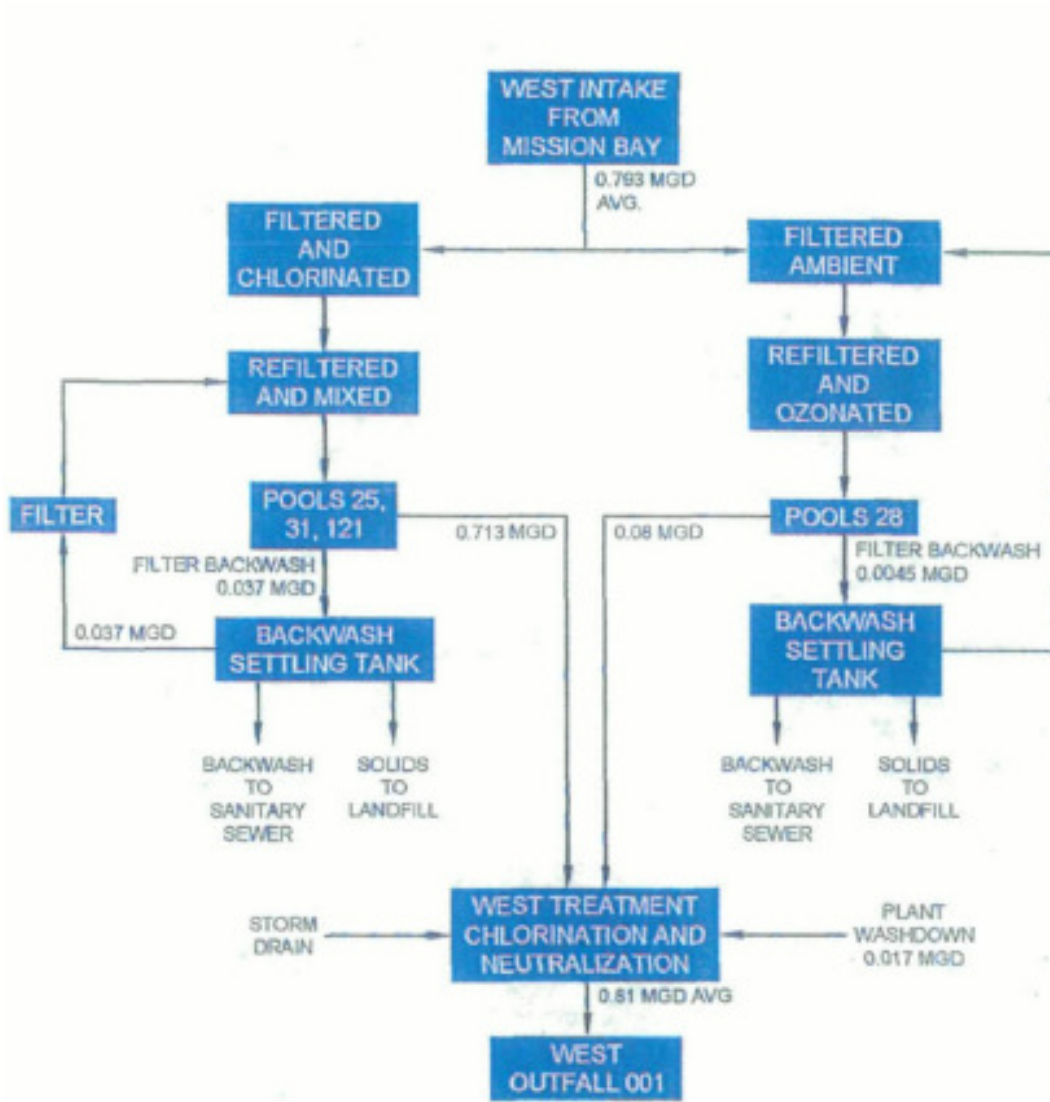 WEST INTAKE
FROM
MISSION BAY
0.793 MGD
AVG.
FILTERED
AND
CHLORINATED
FILTERED
AMBIENT
REFILTERED
AND MIXED
REFILTERED
AND
OZONATED
FILTER
POOLS 25,
31, 121
0.713 MGD
0.08 MGD
POOLS 28
FILTER BACKWASH
0.037 MGD
FILTER BACKWASH
0.0045 MGD
0.037 MGD
BACKWASH
SETTLING TANK
BACKWASH
SETTLING
TANK
BACKWASH
TO
SANITARY
SEWER
SOLIDS
TO
LANDFILL
BACKWASH
TO
SANITARY
SEWER
SOLIDS
TO
LANDFILL
STORM
DRAIN
WEST TREATMENT
CHLORINATION AND
NEUTRALIZATION
PLANT
WASHDOWN
0.017 MGD
0.81 MGD AVG
WEST
OUTFALL 001